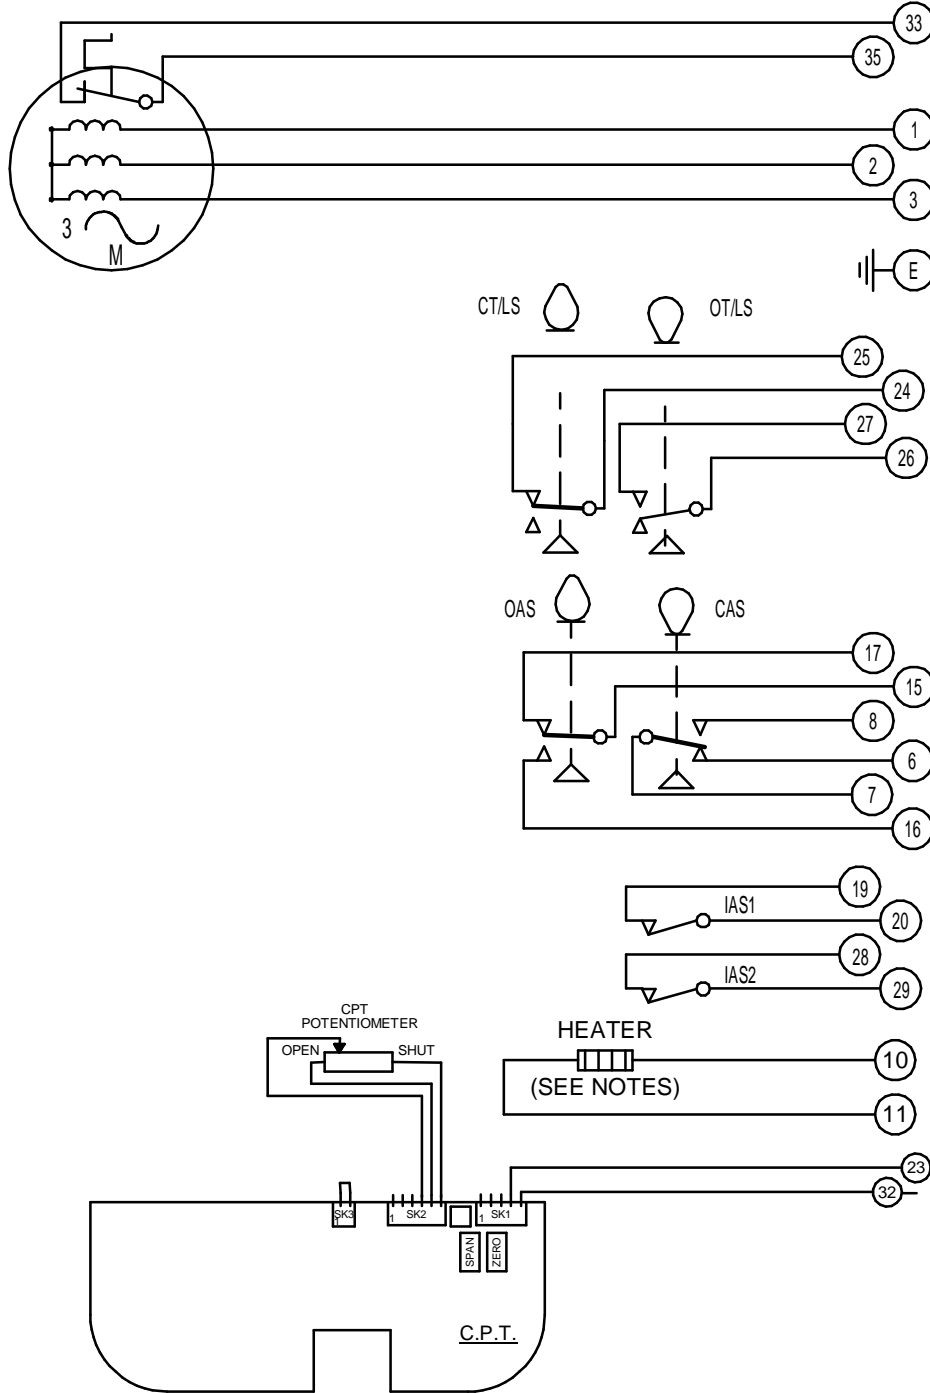 33
35
1
2
3
3
M
E
CT/LS
OT/LS
25
24
27
26
OAS
CAS
17
15
8
6
7
16
19
IAS1
20
28
IAS2
29
CPT
POTENTIOMETER
OPEN
SHUT
HEATER
10
(SEE NOTES)
11
23
32
SK3
1
1
SK2
1
SK1
SPAN
ZERO
C.P.T.